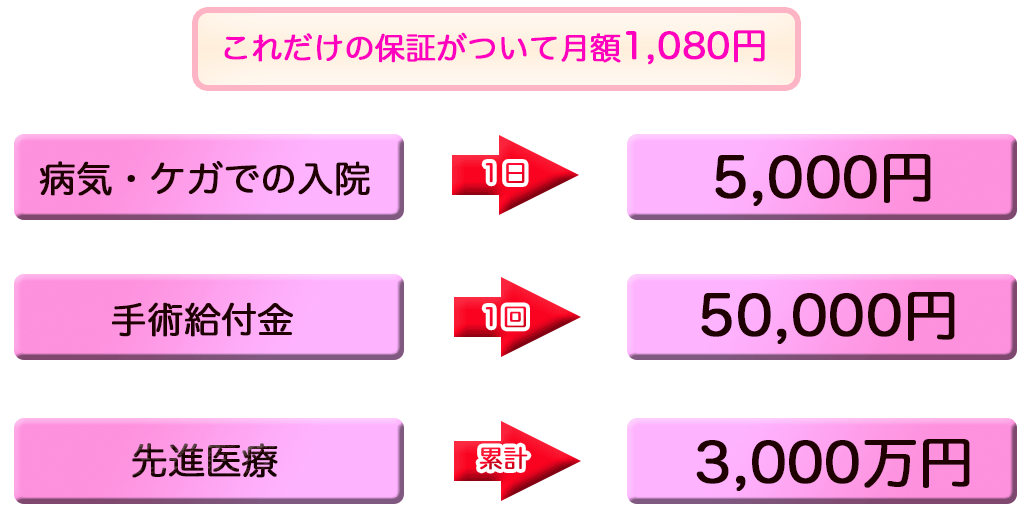 これだけの保証がついて月額1,080円
病気・ケガでの入院 1日 5,000円
手術給付金 1回 50,000円
先進医療 累計 3,000万円